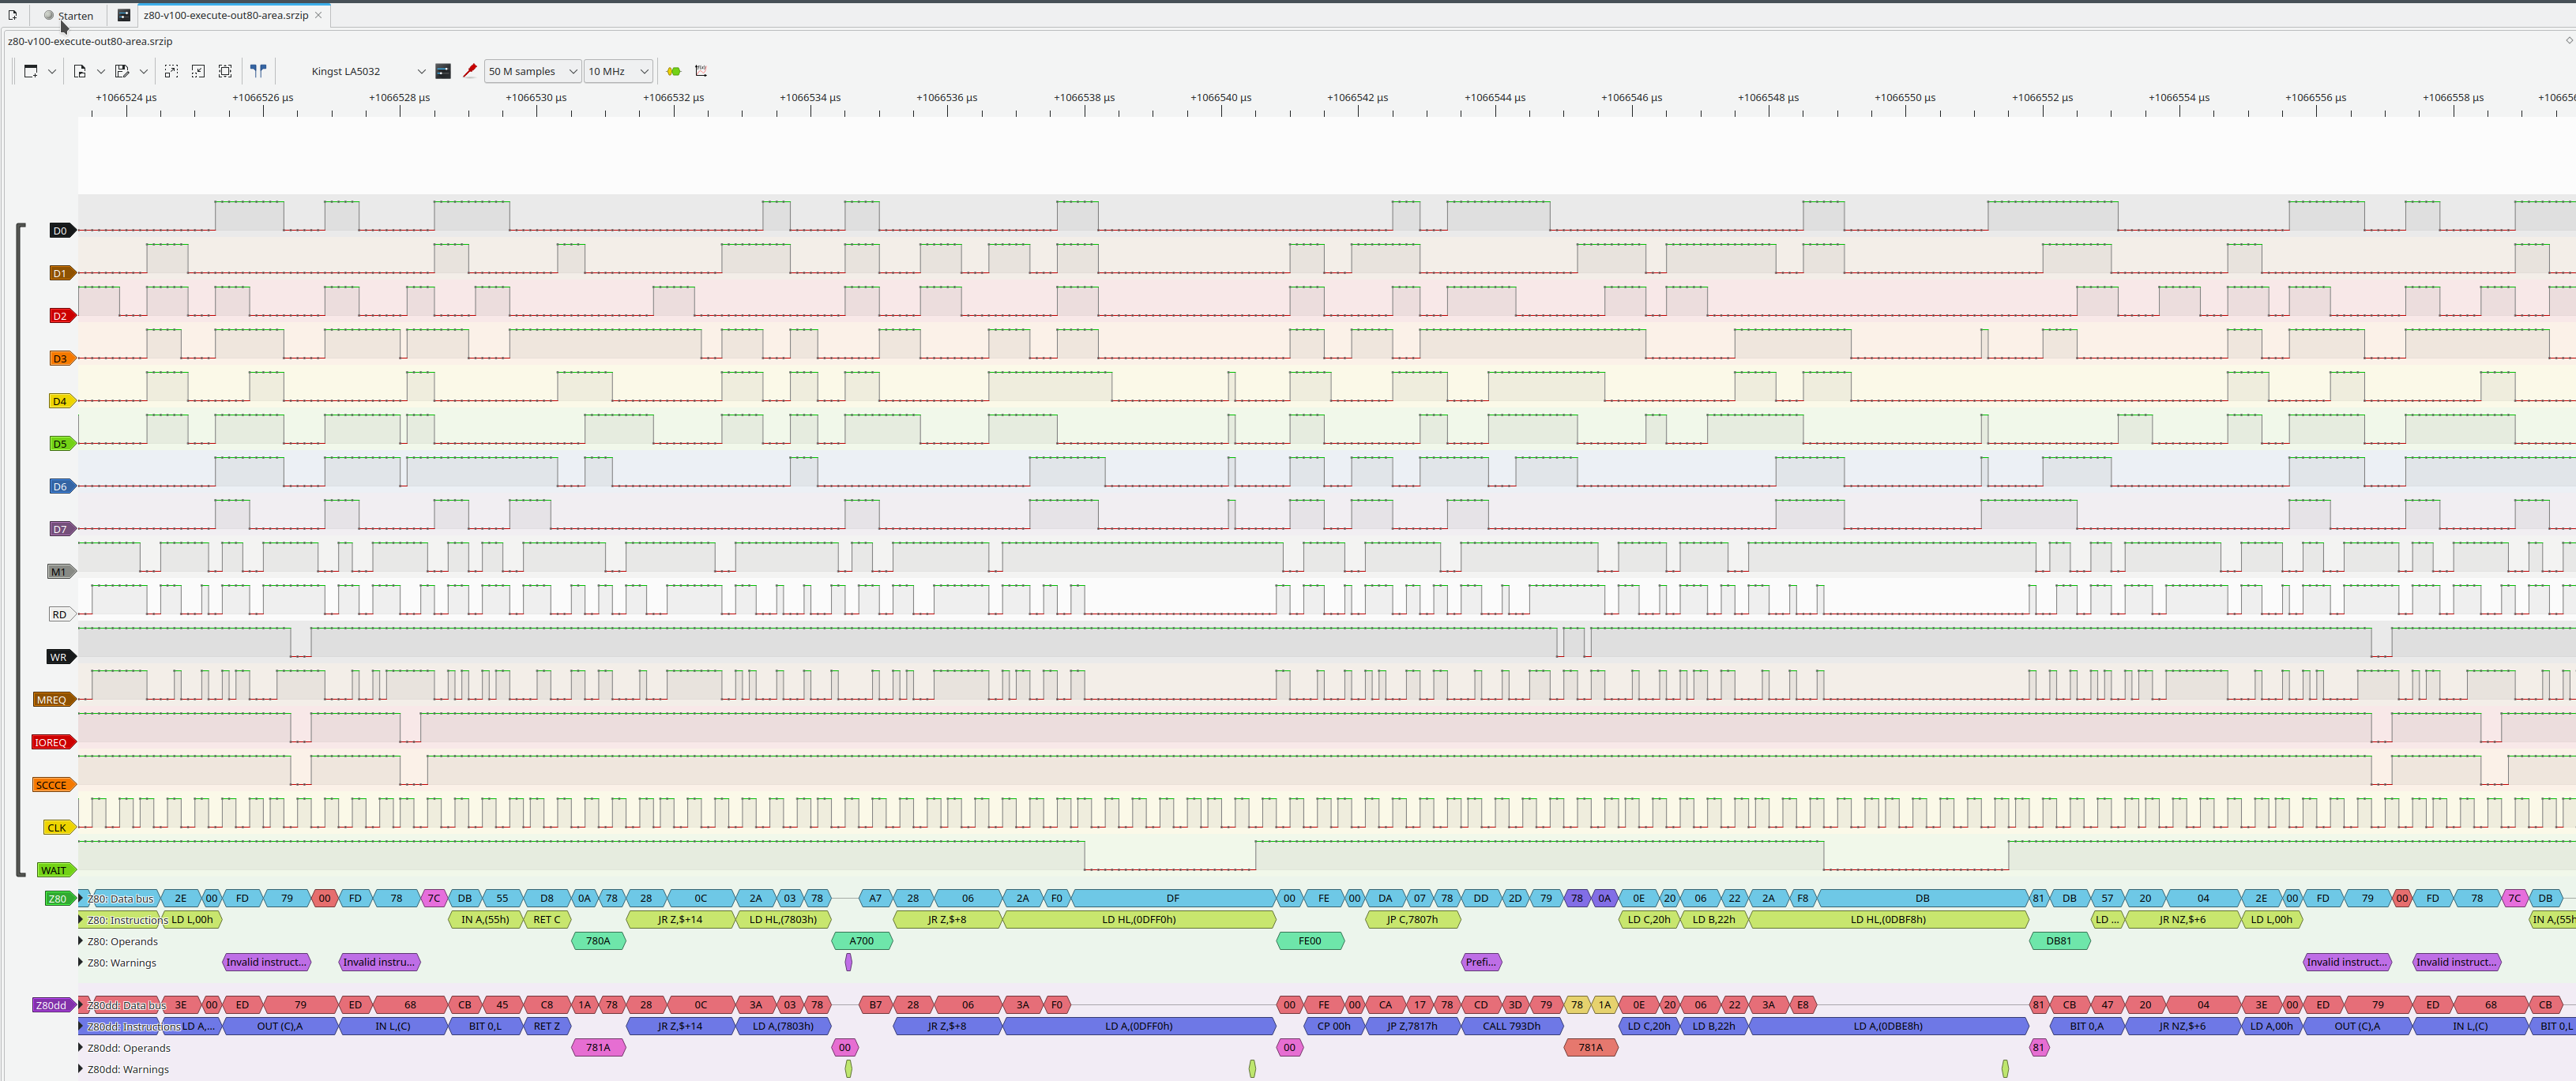 Starten z80-v100-execute-out80-area.srzip ×
z80-v100-execute-out80-area.srzip
Kingst LA5032 50 M samples 10 MHz
+1066524 µs +1066526 µs +1066528 µs +1066530 µs +1066532 µs +1066534 µs +1066536 µs +1066538 µs +1066540 µs +1066542 µs +1066544 µs +1066546 µs +1066548 µs +1066550 µs +1066552 µs +1066554 µs +1066556 µs +1066558 µs +106656
D0
D1
D2
D3
D4
D5
D6
D7
M1
RD
WR
MREQ
IOREQ
SCCCE
CLK
WAIT
Z80 Z80: Data bus 2E 00 FD 79 00 FD 78 7C DB 55 D8 0A 78 28 0C 2A 03 78 A7 28 06 2A F0 DF 00 FE 00 DA 07 78 DD 2D 79 78 0A 0E 20 06 22 2A F8 DB 81 DB 57 20 04 2E 00 FD 79 00 FD 78 7C DB
Z80: Instructions LD L,00h IN A,(55h) RET C JR Z,$+14 LD HL,(7803h) JR Z,$+8 LD HL,(0DFF0h) JP C,7807h LD C,20h LD B,22h LD HL,(0DBF8h) LD ... JR NZ,$+6 LD L,00h IN A,(55h
Z80: Operands 780A A700 FE00 DB81
Z80: Warnings Invalid instruct... Invalid instru... Prefi... Invalid instruct... Invalid instruct...
Z80dd Z80dd: Data bus 3E 00 ED 79 ED 68 CB 45 C8 1A 78 28 0C 3A 03 78 B7 28 06 3A F0 00 FE 00 CA 17 78 CD 3D 79 78 1A 0E 20 06 22 3A E8 81 CB 47 20 04 3E 00 ED 79 ED 68 CB
Z80dd: Instructions LD A,... OUT (C),A IN L,(C) BIT 0,L RET Z JR Z,$+14 LD A,(7803h) JR Z,$+8 LD A,(0DFF0h) CP 00h JP Z,7817h CALL 793Dh LD C,20h LD B,22h LD A,(0DBE8h) BIT 0,A JR NZ,$+6 LD A,00h OUT (C),A IN L,(C) BIT 0,L
Z80dd: Operands 781A 00 00 781A 81
Z80dd: Warnings